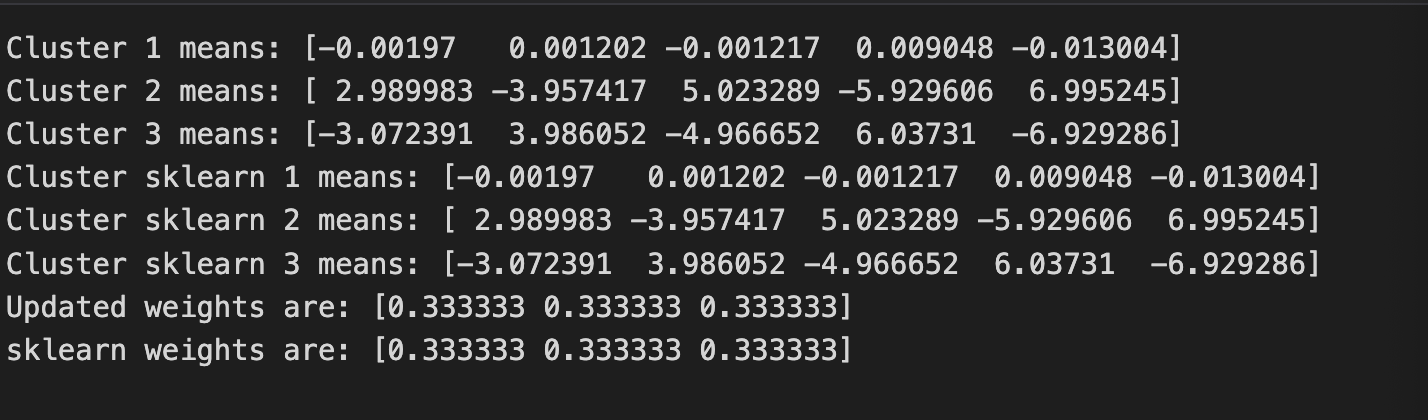 Cluster 1 means: [-0.00197   0.001202 -0.001217  0.009048 -0.013004]
Cluster 2 means: [ 2.989983 -3.957417  5.023289 -5.929606  6.995245]
Cluster 3 means: [-3.072391  3.986052 -4.966652  6.03731  -6.929286]
Cluster sklearn 1 means: [-0.00197   0.001202 -0.001217  0.009048 -0.013004]
Cluster sklearn 2 means: [ 2.989983 -3.957417  5.023289 -5.929606  6.995245]
Cluster sklearn 3 means: [-3.072391  3.986052 -4.966652  6.03731  -6.929286]
Updated weights are: [0.333333 0.333333 0.333333]
sklearn weights are: [0.333333 0.333333 0.333333]